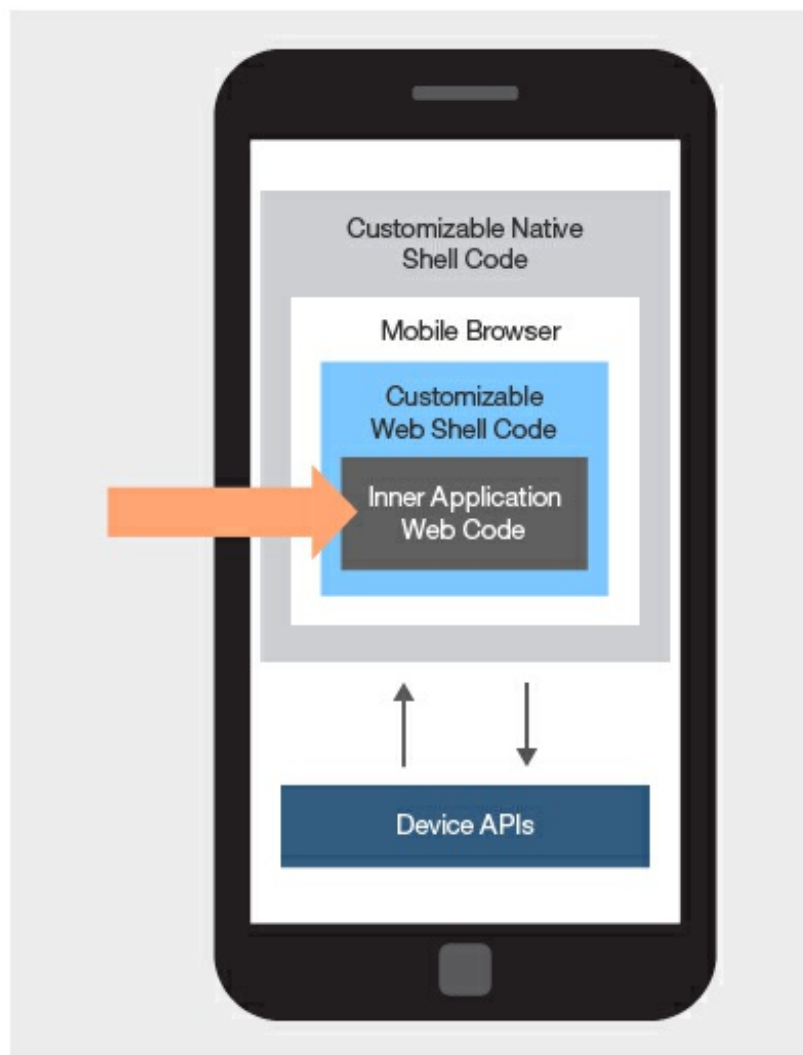 Customizable Native
Shell Code
Mobile Browser
Customizable
Web Shell Code
Inner Application
Web Code
Device APIs